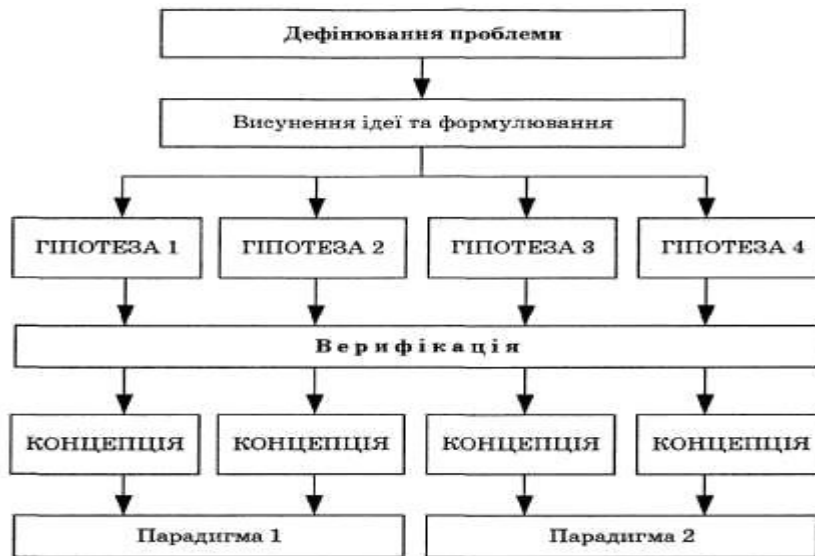 Дефінювання проблеми
Висунення ідеї та формулювання
ГІПОТЕЗА 1
ГІПОТЕЗА 2
ГІПОТЕЗА 3
ГІПОТЕЗА 4
Верифікація
КОНЦЕПЦІЯ
КОНЦЕПЦІЯ
КОНЦЕПЦІЯ
КОНЦЕПЦІЯ
Парадигма 1
Парадигма 2